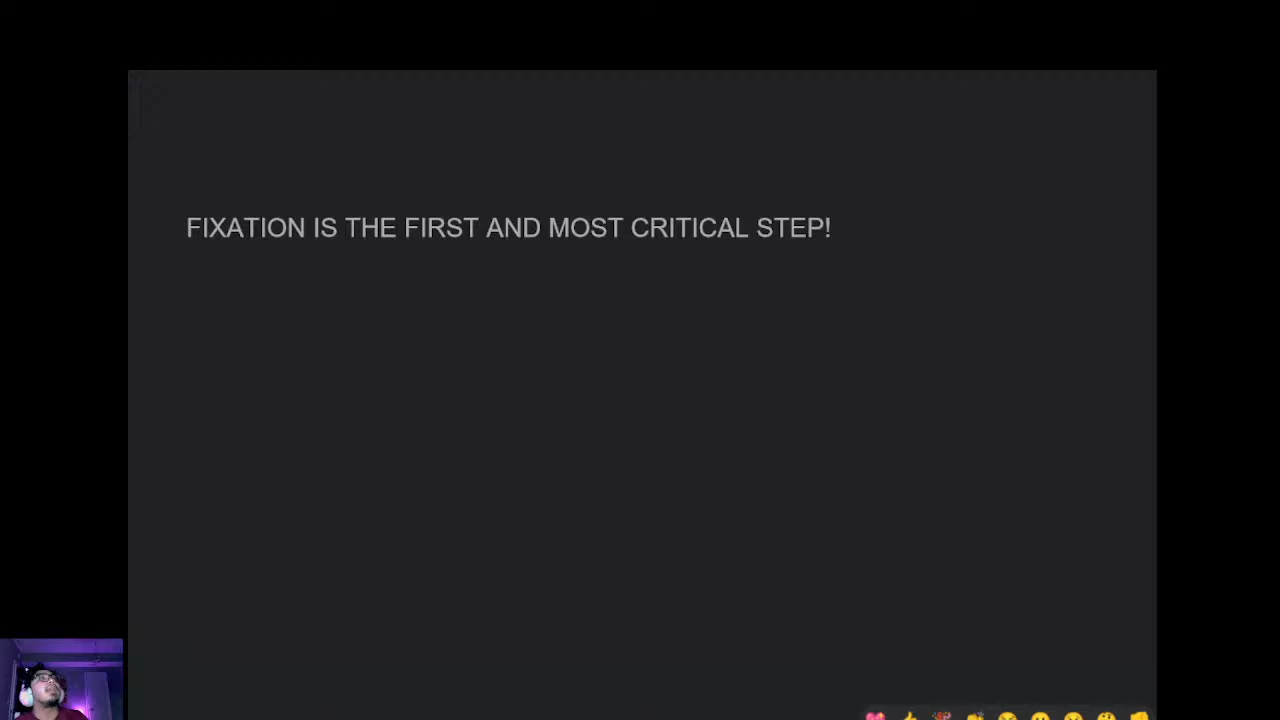 FIXATION IS THE FIRST AND MOST CRITICAL STEP!